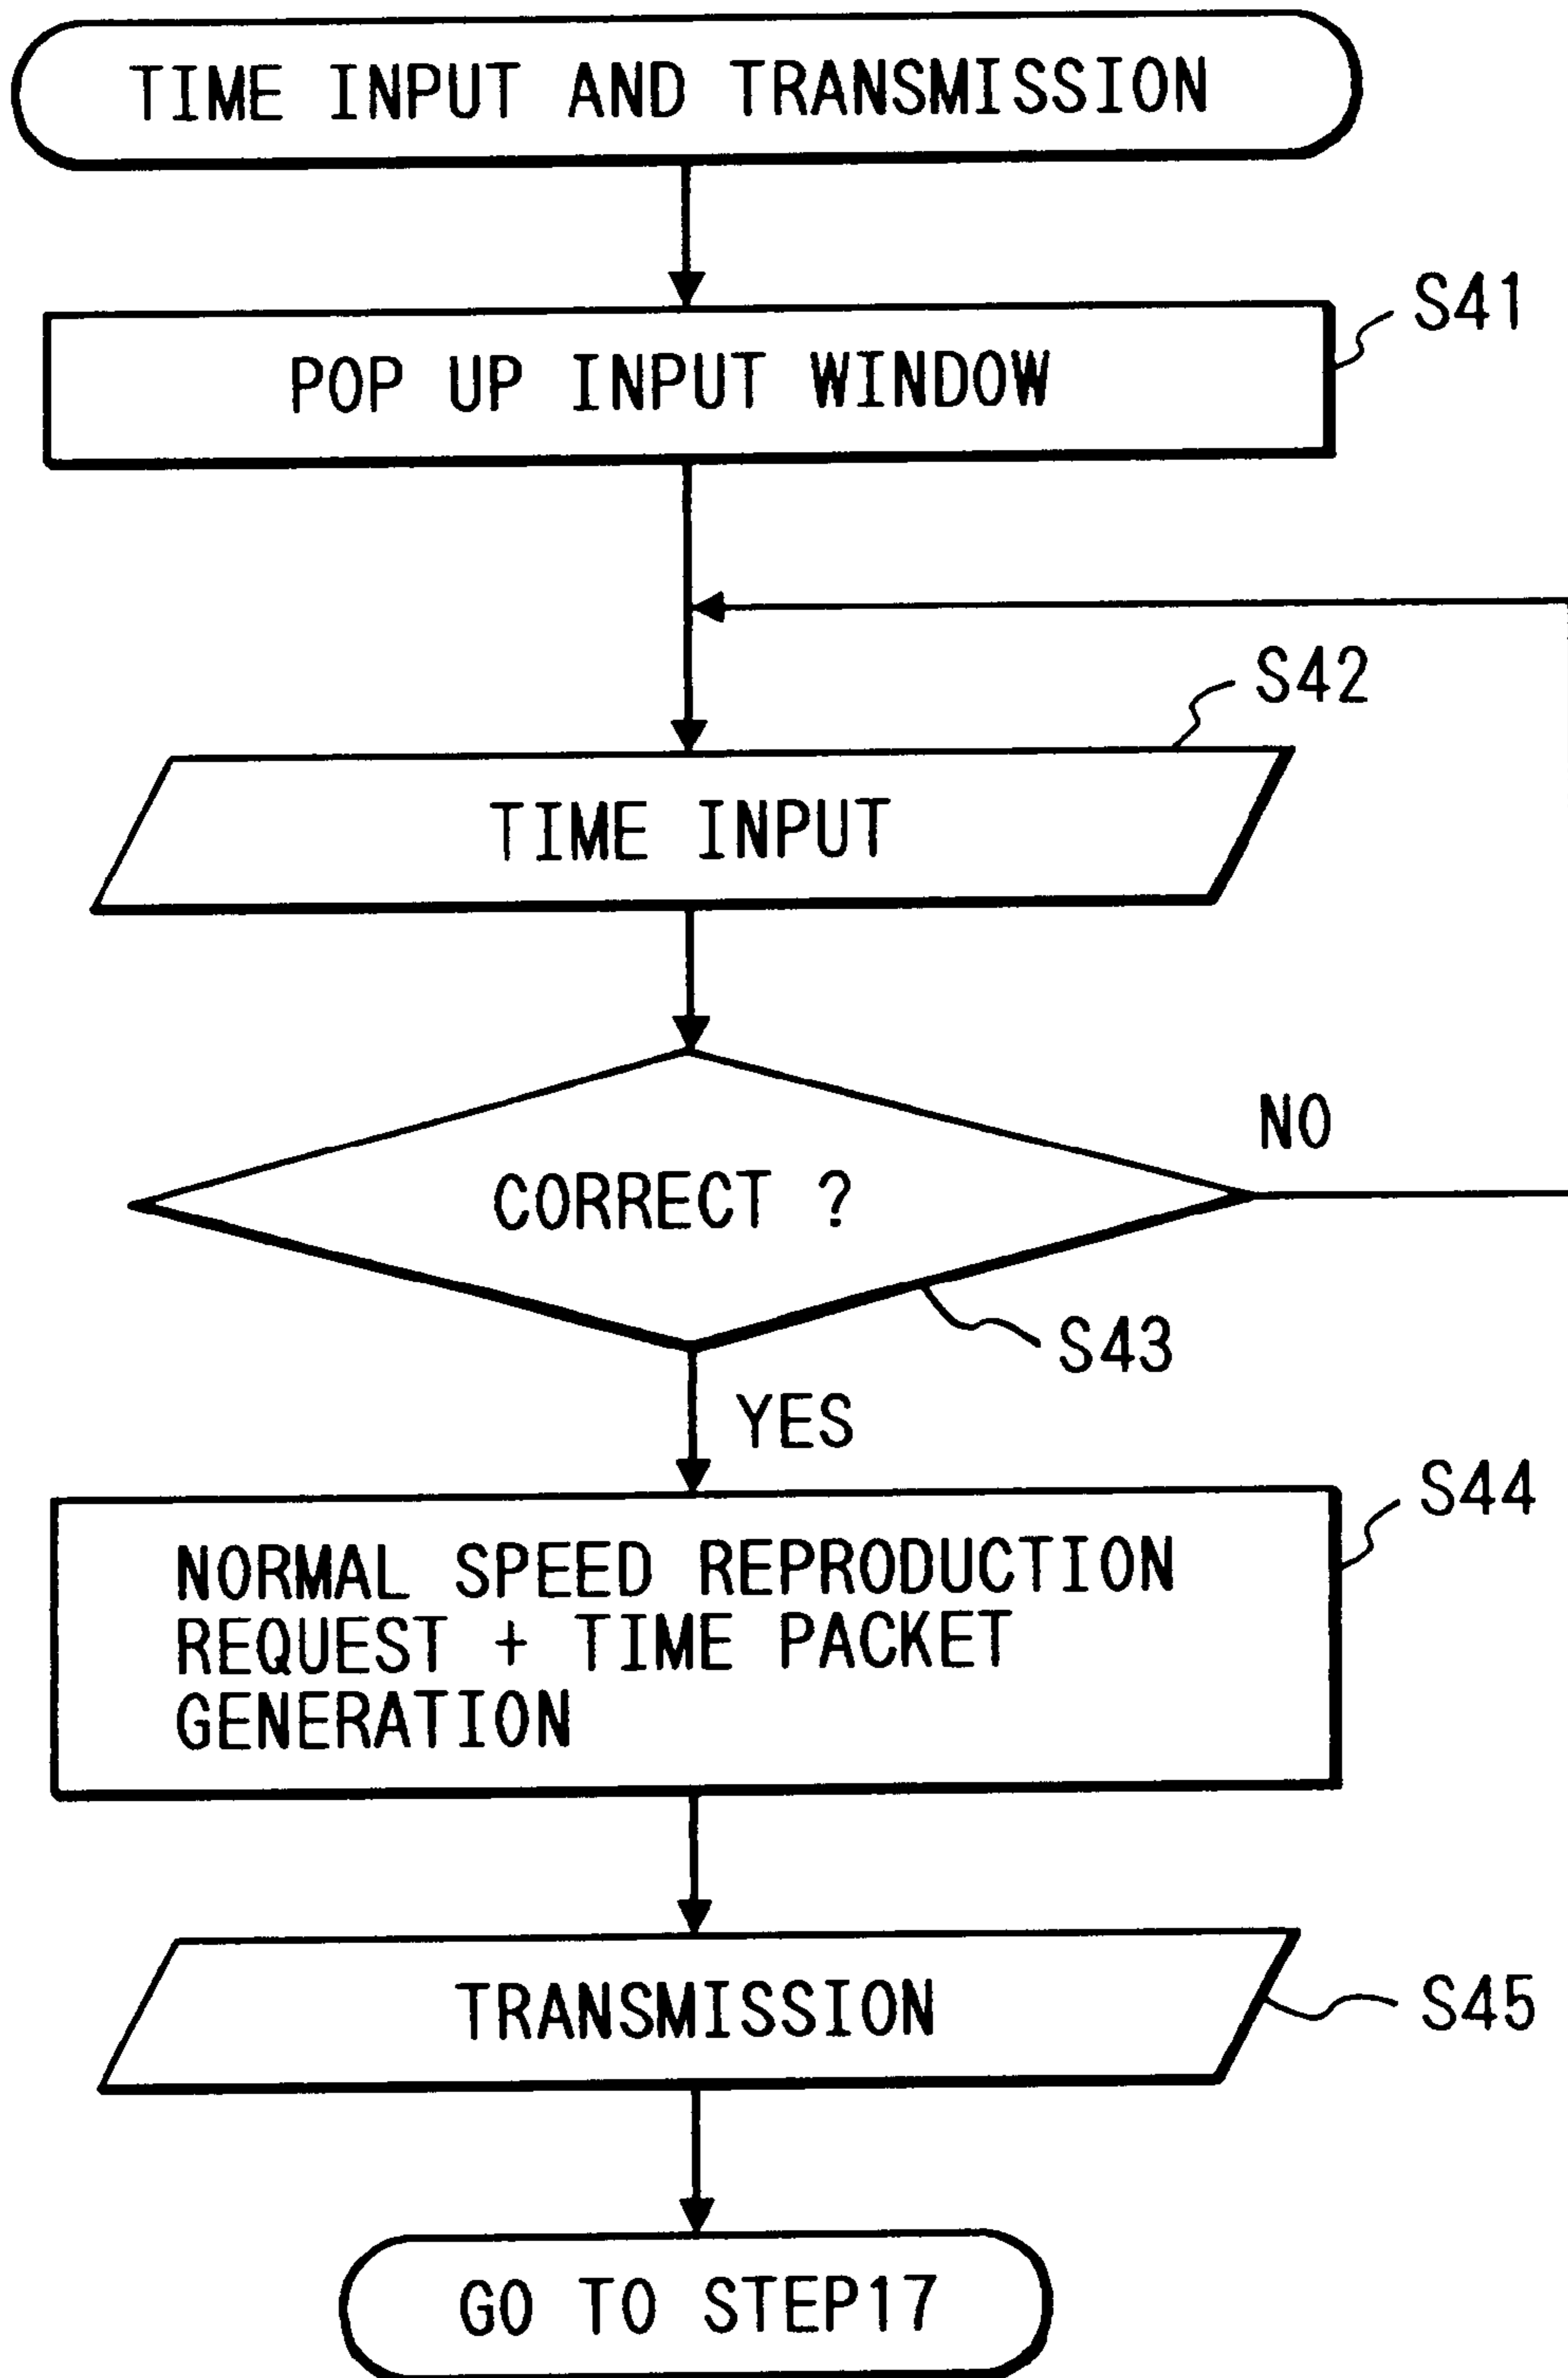 TIME INPUT AND TRANSMISSION
S41
POP UP INPUT WINDOW
S42
TIME INPUT
NO
CORRECT ?
S43
YES
S44
NORMAL SPEED REPRODUCTION
REQUEST + TIME PACKET
GENERATION
TRANSMISSION
S45
GO TO STEP17